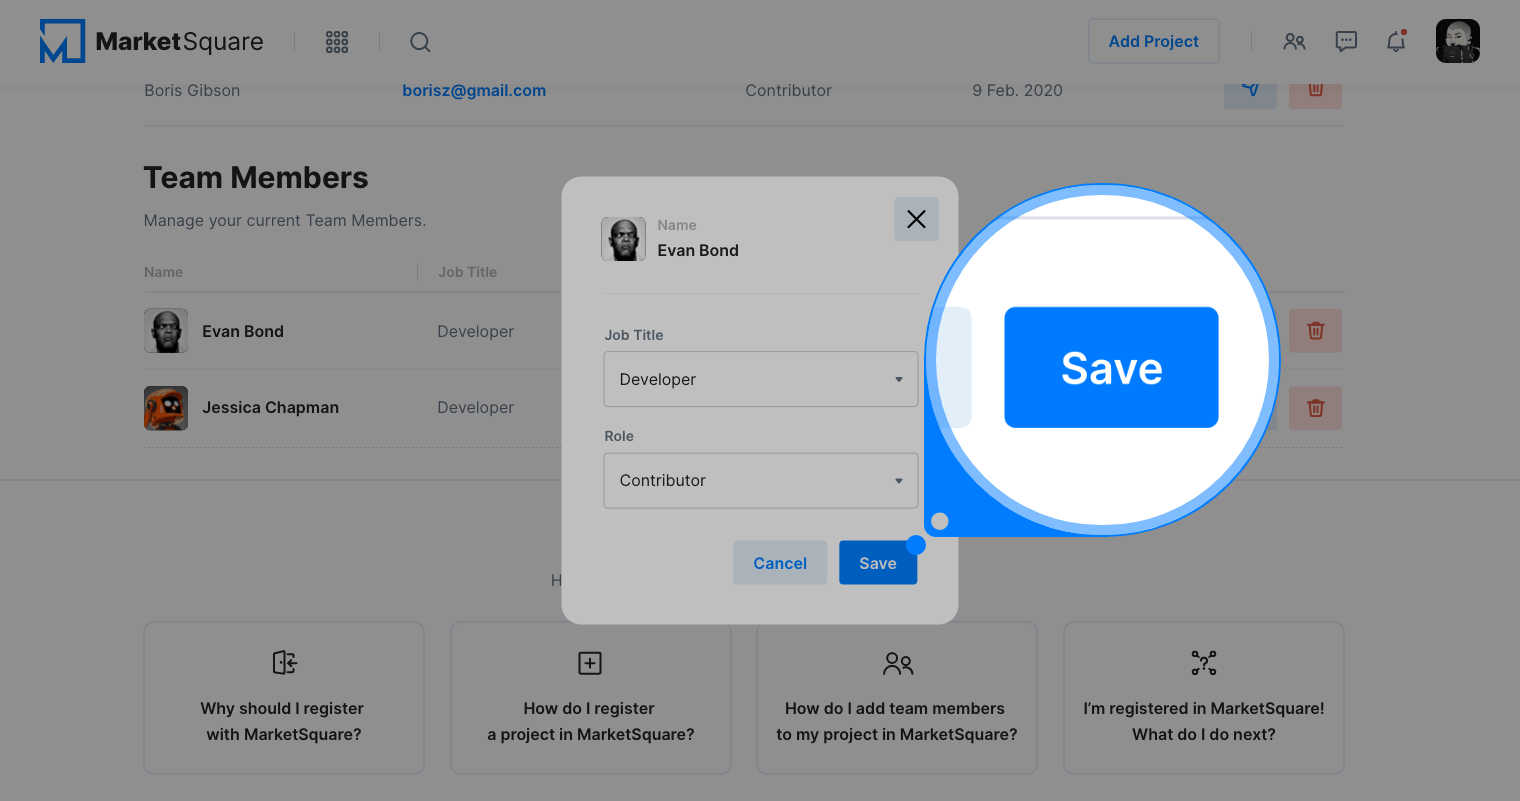 MarketSquare
Add Project
Boris Gibson borisz@gmail.com Contributor 9 Feb. 2020
Team Members
Manage your current Team Members.
Name Job Title
Evan Bond Developer
Jessica Chapman Developer
Name
Evan Bond
Job Title
Developer
Role
Contributor
Cancel Save
Save
H
Why should I register
with MarketSquare?
How do I register
a project in MarketSquare?
How do I add team members
to my project in MarketSquare?
I’m registered in MarketSquare!
What do I do next?